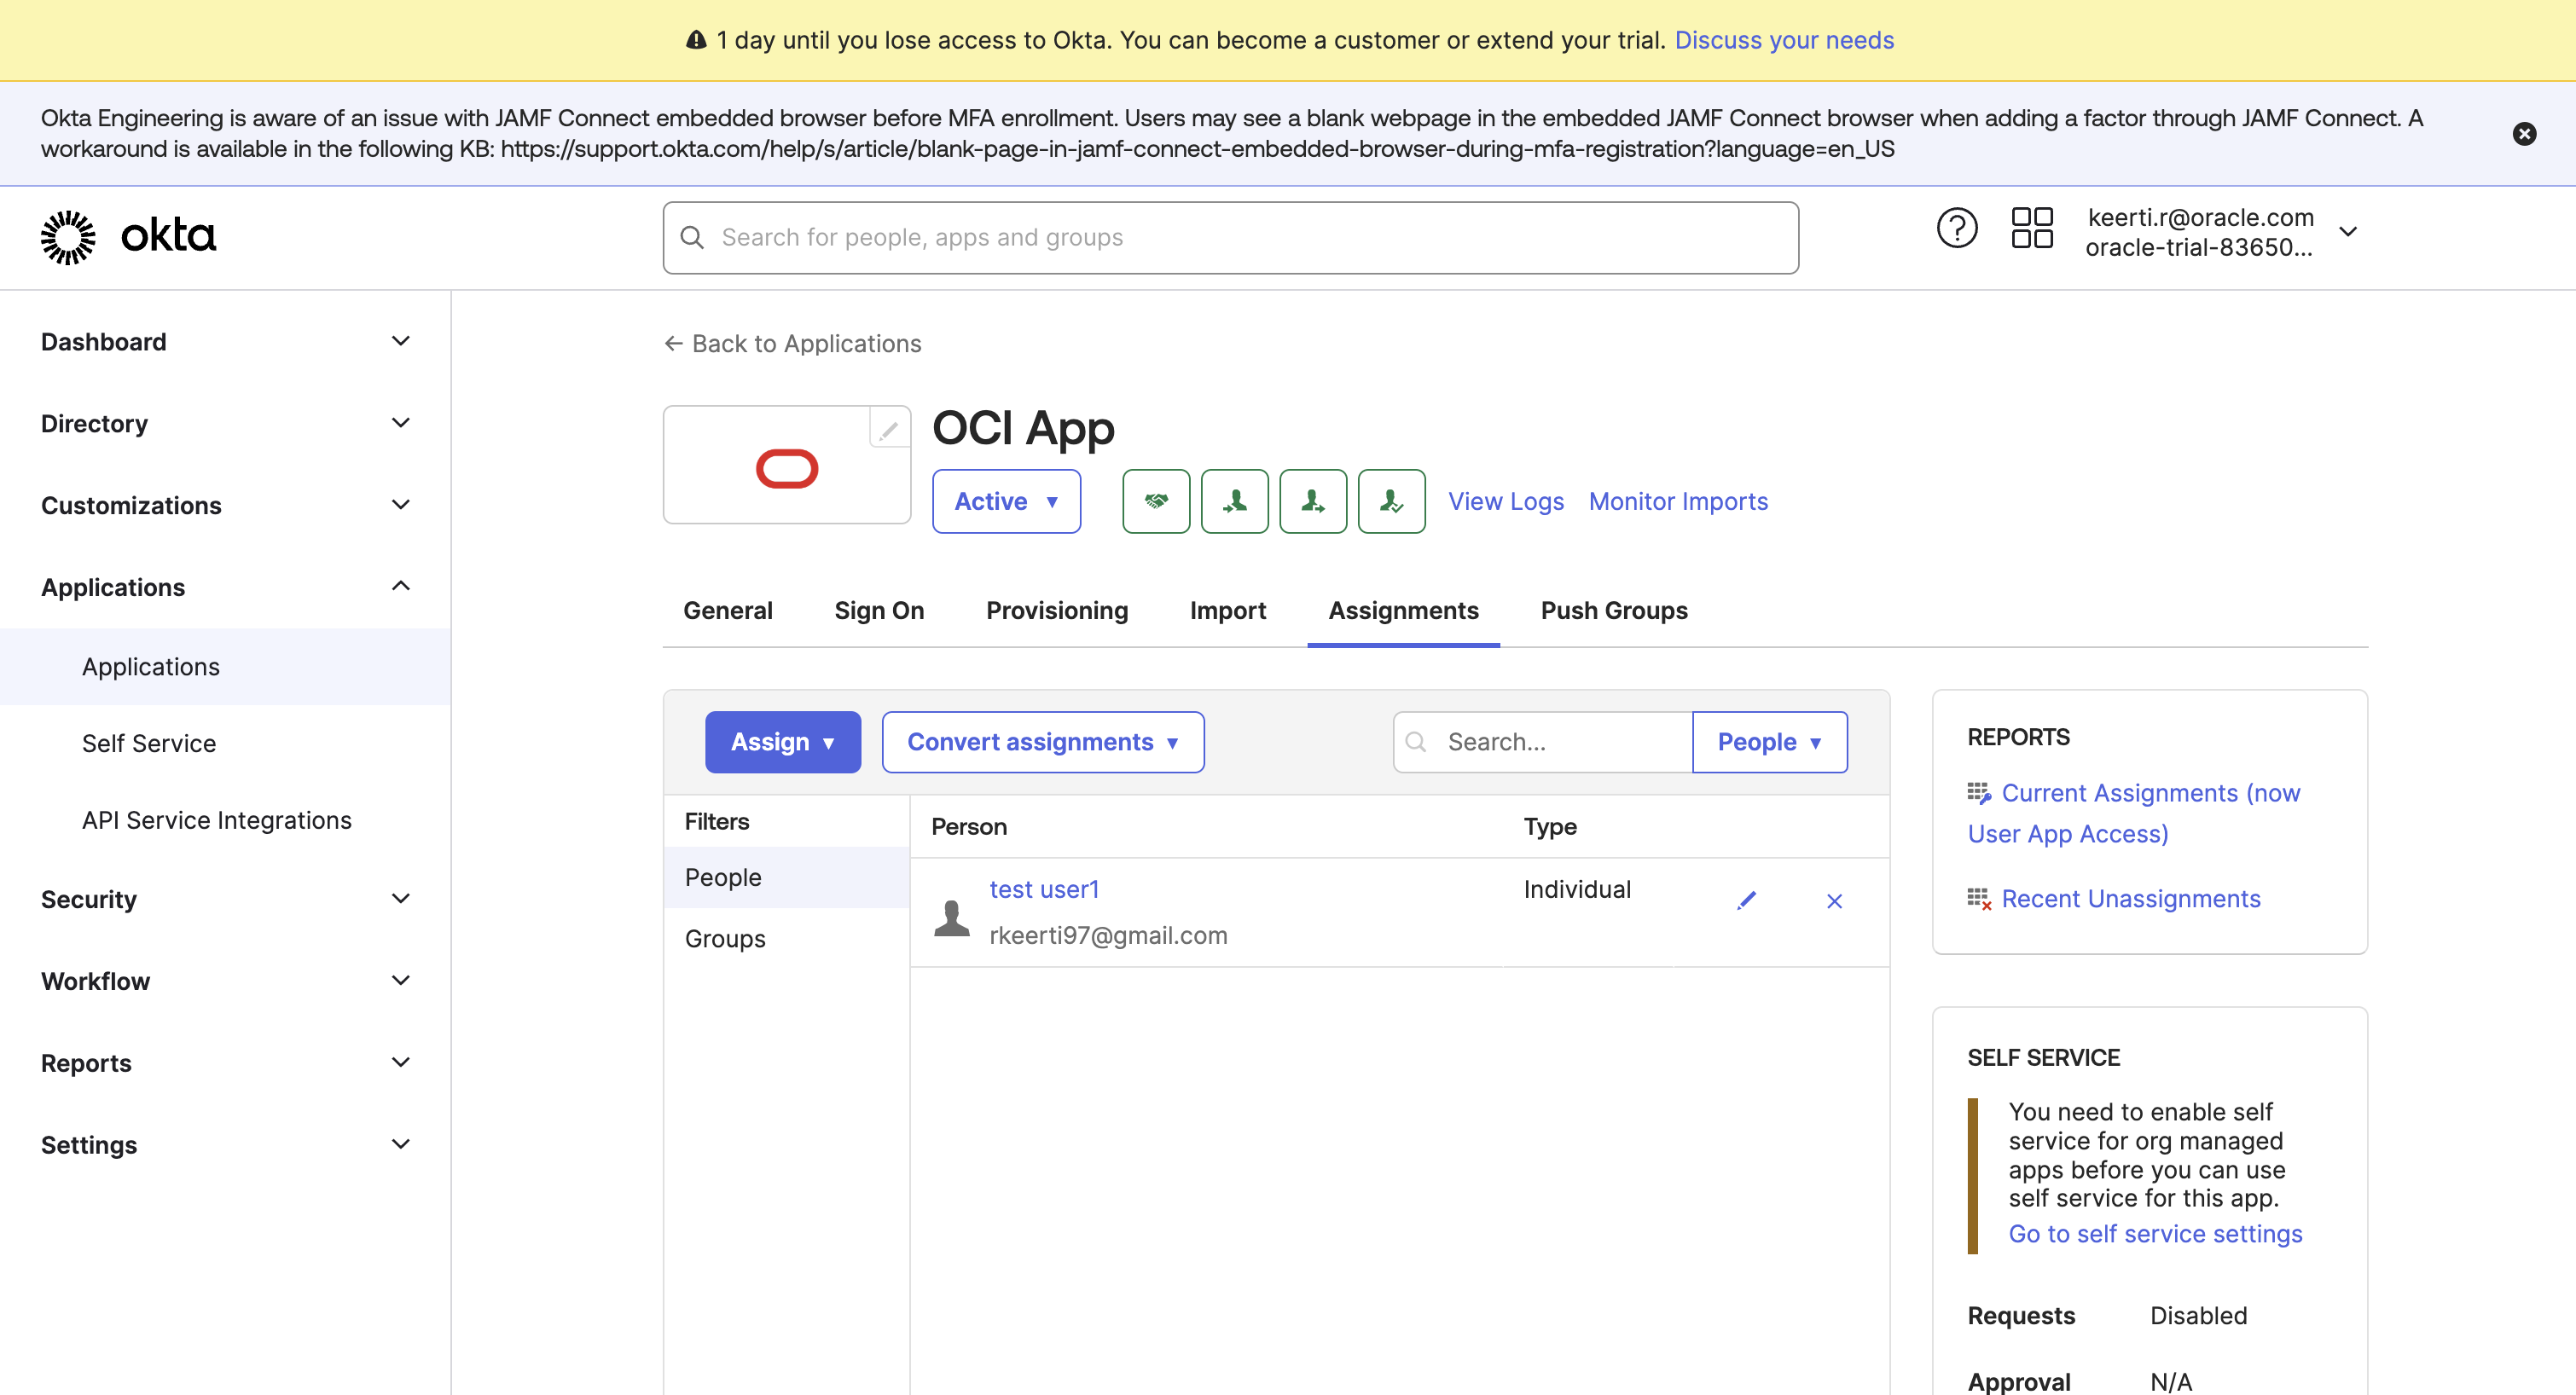 1 day until you lose access to Okta. You can become a customer or extend your trial. Discuss your needs
Okta Engineering is aware of an issue with JAMF Connect embedded browser before MFA enrollment. Users may see a blank webpage in the embedded JAMF Connect browser when adding a factor through JAMF Connect. A
workaround is available in the following KB: https://support.okta.com/help/s/article/blank-page-in-jamf-connect-embedded-browser-during-mfa-registration?language=en_US
okta
Search for people, apps and groups
keerti.r@oracle.com
oracle-trial-83650...
Dashboard
Directory
Customizations
Applications
Applications
Self Service
API Service Integrations
Security
Workflow
Reports
Settings
← Back to Applications
OCI App
Active
View Logs
Monitor Imports
General
Sign On
Provisioning
Import
Assignments
Push Groups
Assign
Convert assignments
Search...
People
Filters
People
Groups
Person
Type
test user1
rkeerti97@gmail.com
Individual
REPORTS
Current Assignments (now
User App Access)
Recent Unassignments
SELF SERVICE
You need to enable self
service for org managed
apps before you can use
self service for this app.
Go to self service settings
Requests
Disabled
Approval
N/A